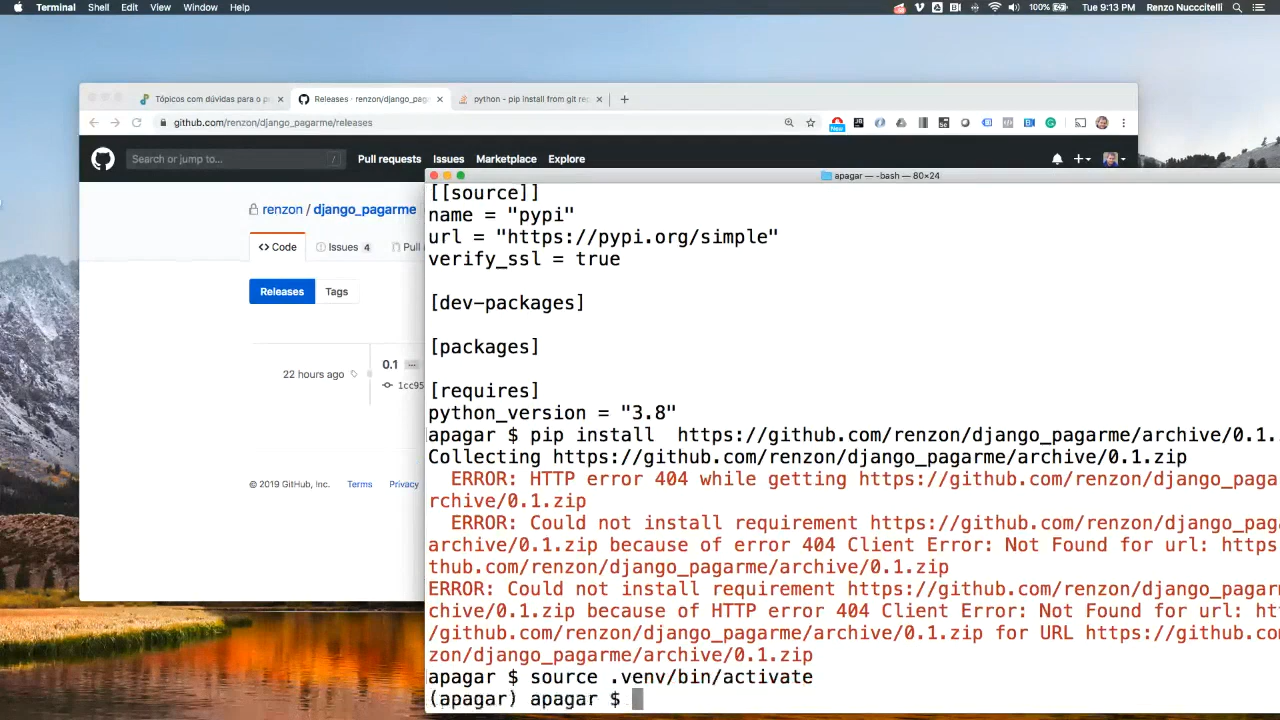 Terminal Shell Edit View Window Help 100% Tue 9:13 PM Renzo Nuccitelli
Tópicos com dúvidas para o p
Releases · renzon/django_pag
python - pip install from git re
github.com/renzon/django_pagarme/releases
New
Search or jump to... /
Pull requests Issues Marketplace Explore
apagar — -bash — 80×24
renzon / django_pagarme
Code
Issues 4
Pull
Releases
Tags
22 hours ago
0.1
1cc95
© 2019 GitHub, Inc. Terms Privacy
[[source]]
name = "pypi"
url = "https://pypi.org/simple"
verify_ssl = true
[dev-packages]
[packages]
[requires]
python_version = "3.8"
apagar $ pip install  https://github.com/renzon/django_pagarme/archive/0.1.
Collecting https://github.com/renzon/django_pagarme/archive/0.1.zip
ERROR: HTTP error 404 while getting https://github.com/renzon/django_paga
rchive/0.1.zip
ERROR: Could not install requirement https://github.com/renzon/django_pag
archive/0.1.zip because of error 404 Client Error: Not Found for url: https
thub.com/renzon/django_pagarme/archive/0.1.zip
ERROR: Could not install requirement https://github.com/renzon/django_pagarme
chive/0.1.zip because of HTTP error 404 Client Error: Not Found for url: ht
/github.com/renzon/django_pagarme/archive/0.1.zip for URL https://github.co
zon/django_pagarme/archive/0.1.zip
apagar $ source .venv/bin/activate
(apagar) apagar $